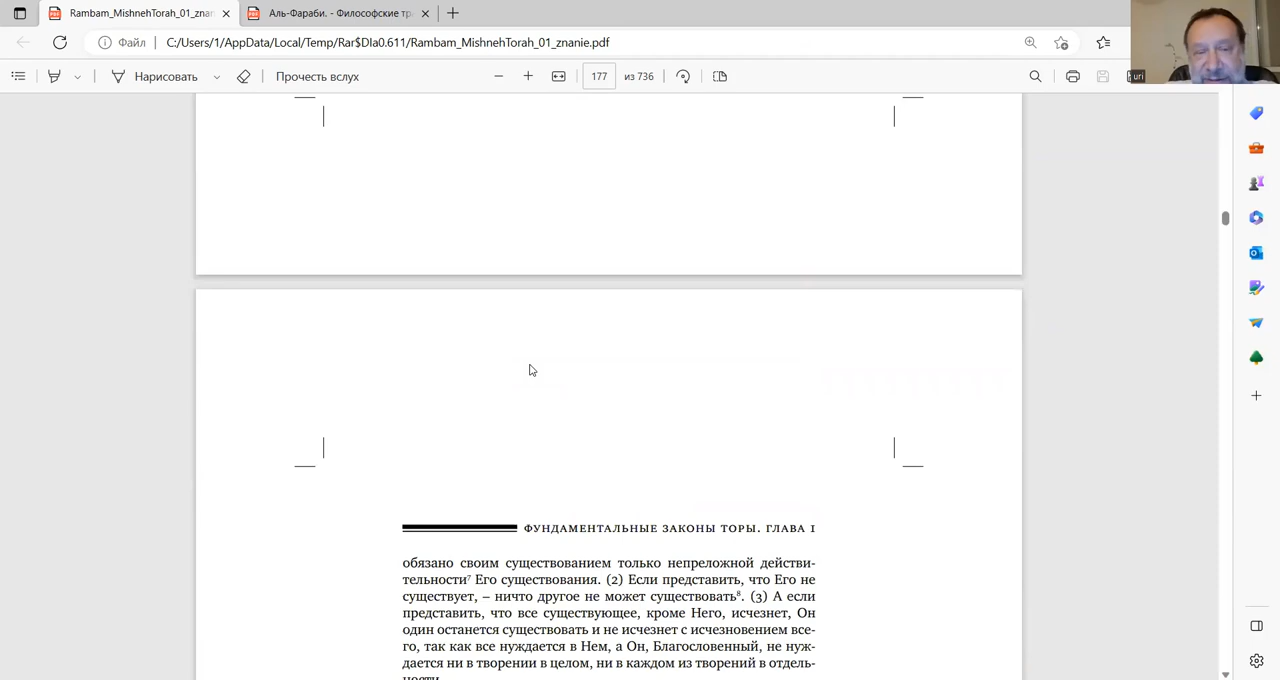 Rambam_MishnehTorah_01_znan
Аль-Фараби. - Философские тр
Файл
C:/Users/1/AppData/Local/Temp/Rar$DIa0.611/Rambam_MishnehTorah_01_znanie.pdf
Нарисовать
Прочесть вслух
177 из 736
uri
ФУНДАМЕНТАЛЬНЫЕ ЗАКОНЫ ТОРЫ. ГЛАВА I
обязано своим существованием только непреложной действи-
тельности⁷ Его существования. (2) Если представить, что Его не
существует, – ничто другое не может существовать⁸. (3) А если
представить, что все существующее, кроме Него, исчезнет, Он
один останется существовать и не исчезнет с исчезновением все-
го, так как все нуждается в Нем, а Он, Благословенный, не нуж-
дается ни в творении в целом, ни в каждом из творений в отдель-
ности.